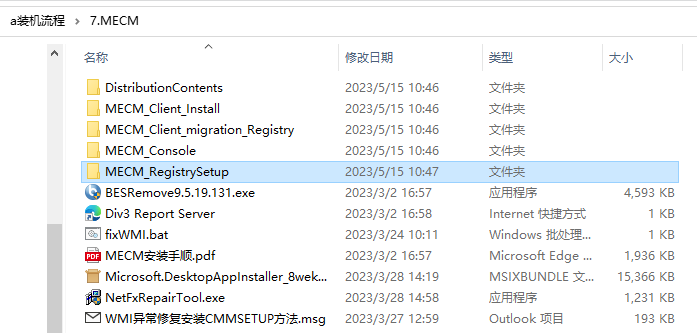 a装机流程 > 7.MECM
名称 修改日期 类型 大小
DistributionContents 2023/5/15 10:46 文件夹
MECM_Client_Install 2023/5/15 10:46 文件夹
MECM_Client_migration_Registry 2023/5/15 10:46 文件夹
MECM_Console 2023/5/15 10:46 文件夹
MECM_RegistrySetup 2023/5/15 10:47 文件夹
BESRemove9.5.19.131.exe 2023/3/2 16:57 应用程序 4,593 KB
Div3 Report Server 2023/3/2 16:58 Internet 快捷方式 1 KB
fixWMI.bat 2023/3/24 10:11 Windows 批处理... 1 KB
PDF MECM安装手顺.pdf 2023/3/2 16:57 Microsoft Edge ... 1,936 KB
Microsoft.DesktopAppInstaller_8wek... 2023/3/28 14:19 MSIXBUNDLE 文... 15,366 KB
NetFxRepairTool.exe 2023/3/28 14:58 应用程序 1,231 KB
WMI异常修复安装CMMSETUP方法.msg 2023/3/27 12:59 Outlook 项目 193 KB